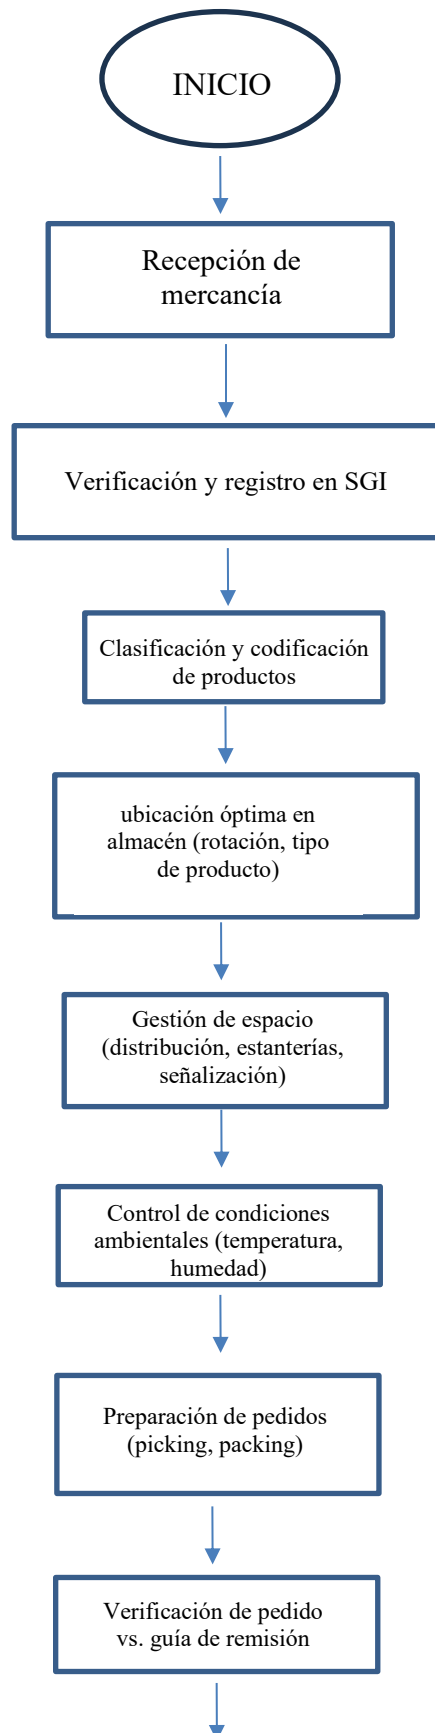 INICIO
Recepción de
mercancía
Verificación y registro en SGI
Clasificación y codificación
de productos
ubicación óptima en
almacén (rotación, tipo
de producto)
Gestión de espacio
(distribución, estanterías,
señalización)
Control de condiciones
ambientales (temperatura,
humedad)
Preparación de pedidos
(picking, packing)
Verificación de pedido
vs. guía de remisión